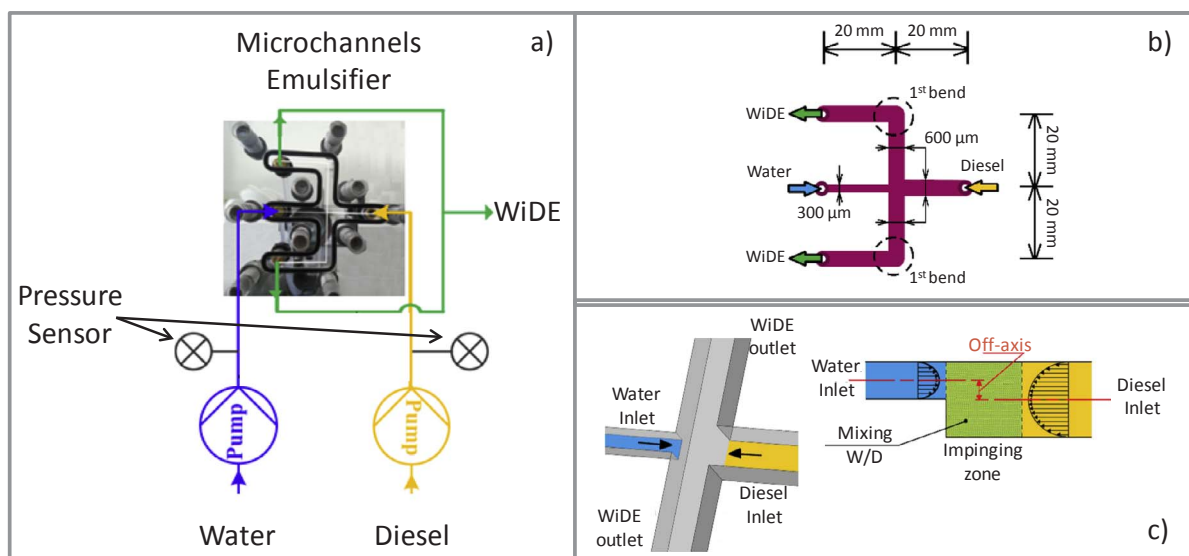 a)
Microchannels
Emulsifier
WiDE
Pressure
Sensor
Pump
Pump
Water
Diesel
b)
20 mm
20 mm
1st bend
WiDE
600 µm
Water
Diesel
300 µm
20 mm
20 mm
WiDE
1st bend
c)
WiDE
outlet
Water
Inlet
Diesel
Inlet
WiDE
outlet
Off-axis
Water
Inlet
Diesel
Inlet
Mixing
W/D
Impinging
zone